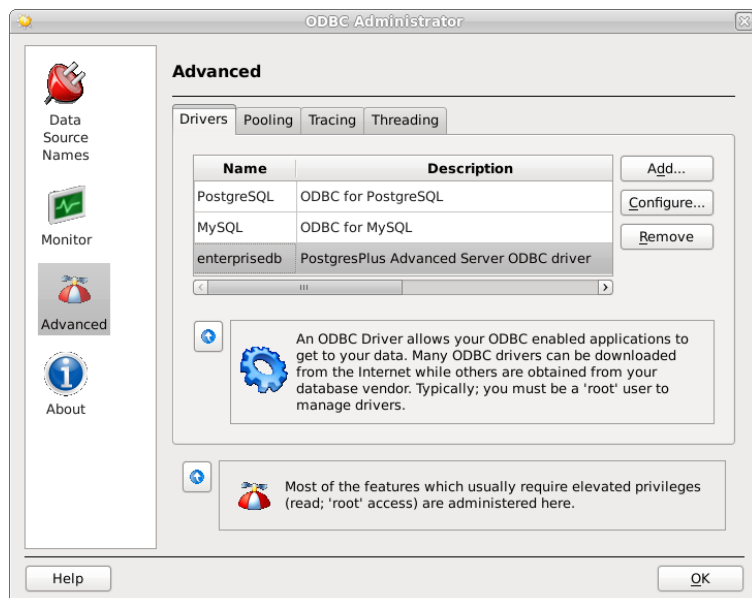 ODBC Administrator
Data
Source
Names
Monitor
Advanced
About
Advanced
Drivers Pooling Tracing Threading
Name Description
PostgreSQL ODBC for PostgreSQL
MySQL ODBC for MySQL
enterprisedb PostgresPlus Advanced Server ODBC driver
Add...
Configure...
Remove
An ODBC Driver allows your ODBC enabled applications to
get to your data. Many ODBC drivers can be downloaded
from the Internet while others are obtained from your
database vendor. Typically; you must be a 'root' user to
manage drivers.
Most of the features which usually require elevated privileges
(read; 'root' access) are administered here.
Help OK